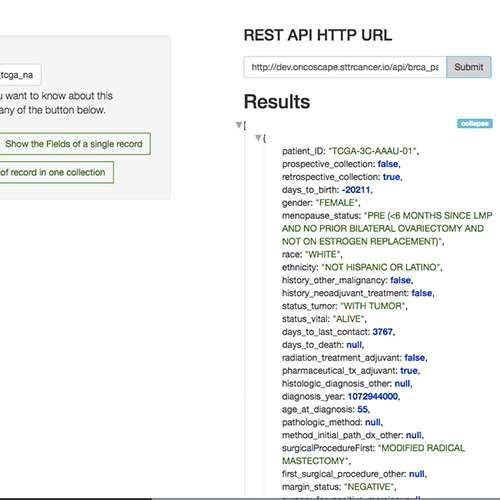 _tcga_na
u want to know about this
any of the button below.
Show the Fields of a single record
of record in one collection
REST API HTTP URL
http://dev.oncoscape.sttrcancer.io/api/brca_pa
Submit
Results
collapse
[
{
patient_ID: "TCGA-3C-AAAU-01",
prospective_collection: false,
retrospective_collection: true,
days_to_birth: -20211,
gender: "FEMALE",
menopause_status: "PRE (<6 MONTHS SINCE LMP
AND NO PRIOR BILATERAL OVARIECTOMY AND
NOT ON ESTROGEN REPLACEMENT)",
race: "WHITE",
ethnicity: "NOT HISPANIC OR LATINO",
history_other_malignancy: false,
history_neoadjuvant_treatment: false,
status_tumor: "WITH TUMOR",
status_vital: "ALIVE",
days_to_last_contact: 3767,
days_to_death: null,
radiation_treatment_adjuvant: false,
pharmaceutical_tx_adjuvant: true,
histologic_diagnosis_other: null,
diagnosis_year: 1072944000,
age_at_diagnosis: 55,
pathologic_method: null,
method_initial_path_dx_other: null,
surgicalProcedureFirst: "MODIFIED RADICAL
MASTECTOMY",
first_surgical_procedure_other: null,
margin_status: "NEGATIVE",